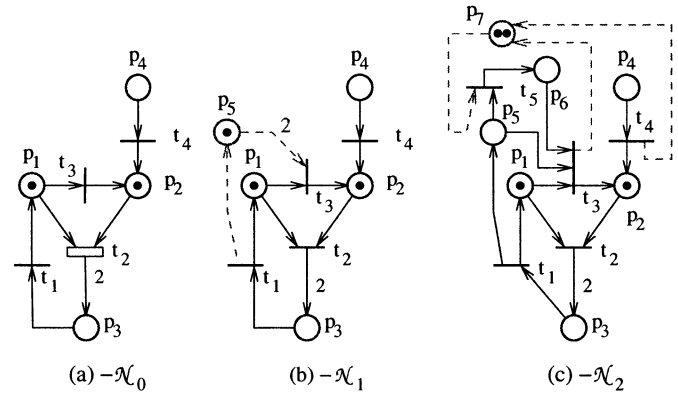 p₇
p₄
p₄
t₅
p₆
p₅
2
p₅
t₄
t₄
t₄
p₁
t₃
p₂
p₁
t₃
p₂
p₁
t₃
p₂
t₂
t₂
t₂
t₁
2
t₁
2
t₁
2
p₃
p₃
p₃
(a) – 𝒩₀
(b) – 𝒩₁
(c) – 𝒩₂
p₄